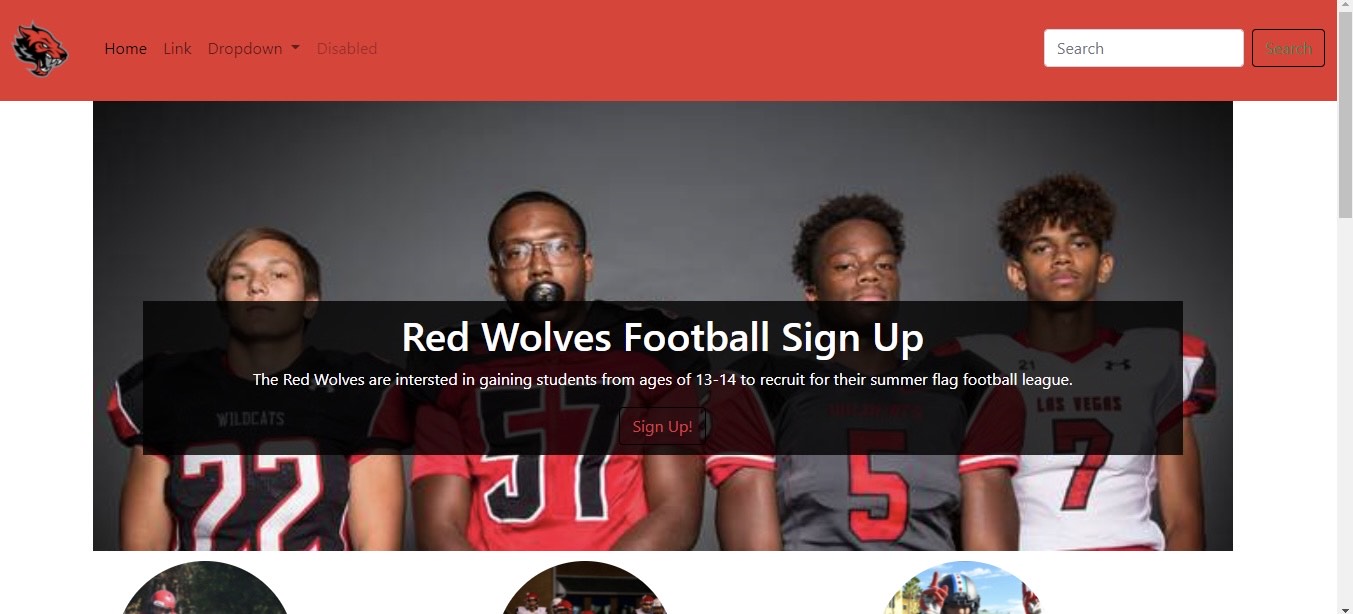 Home Link Dropdown Disabled Search Search
Red Wolves Football Sign Up
The Red Wolves are intersted in gaining students from ages of 13-14 to recruit for their summer flag football league.
Sign Up!
WILDCATS
WILDCATS
21
LAS VEGAS
22
57
5
7